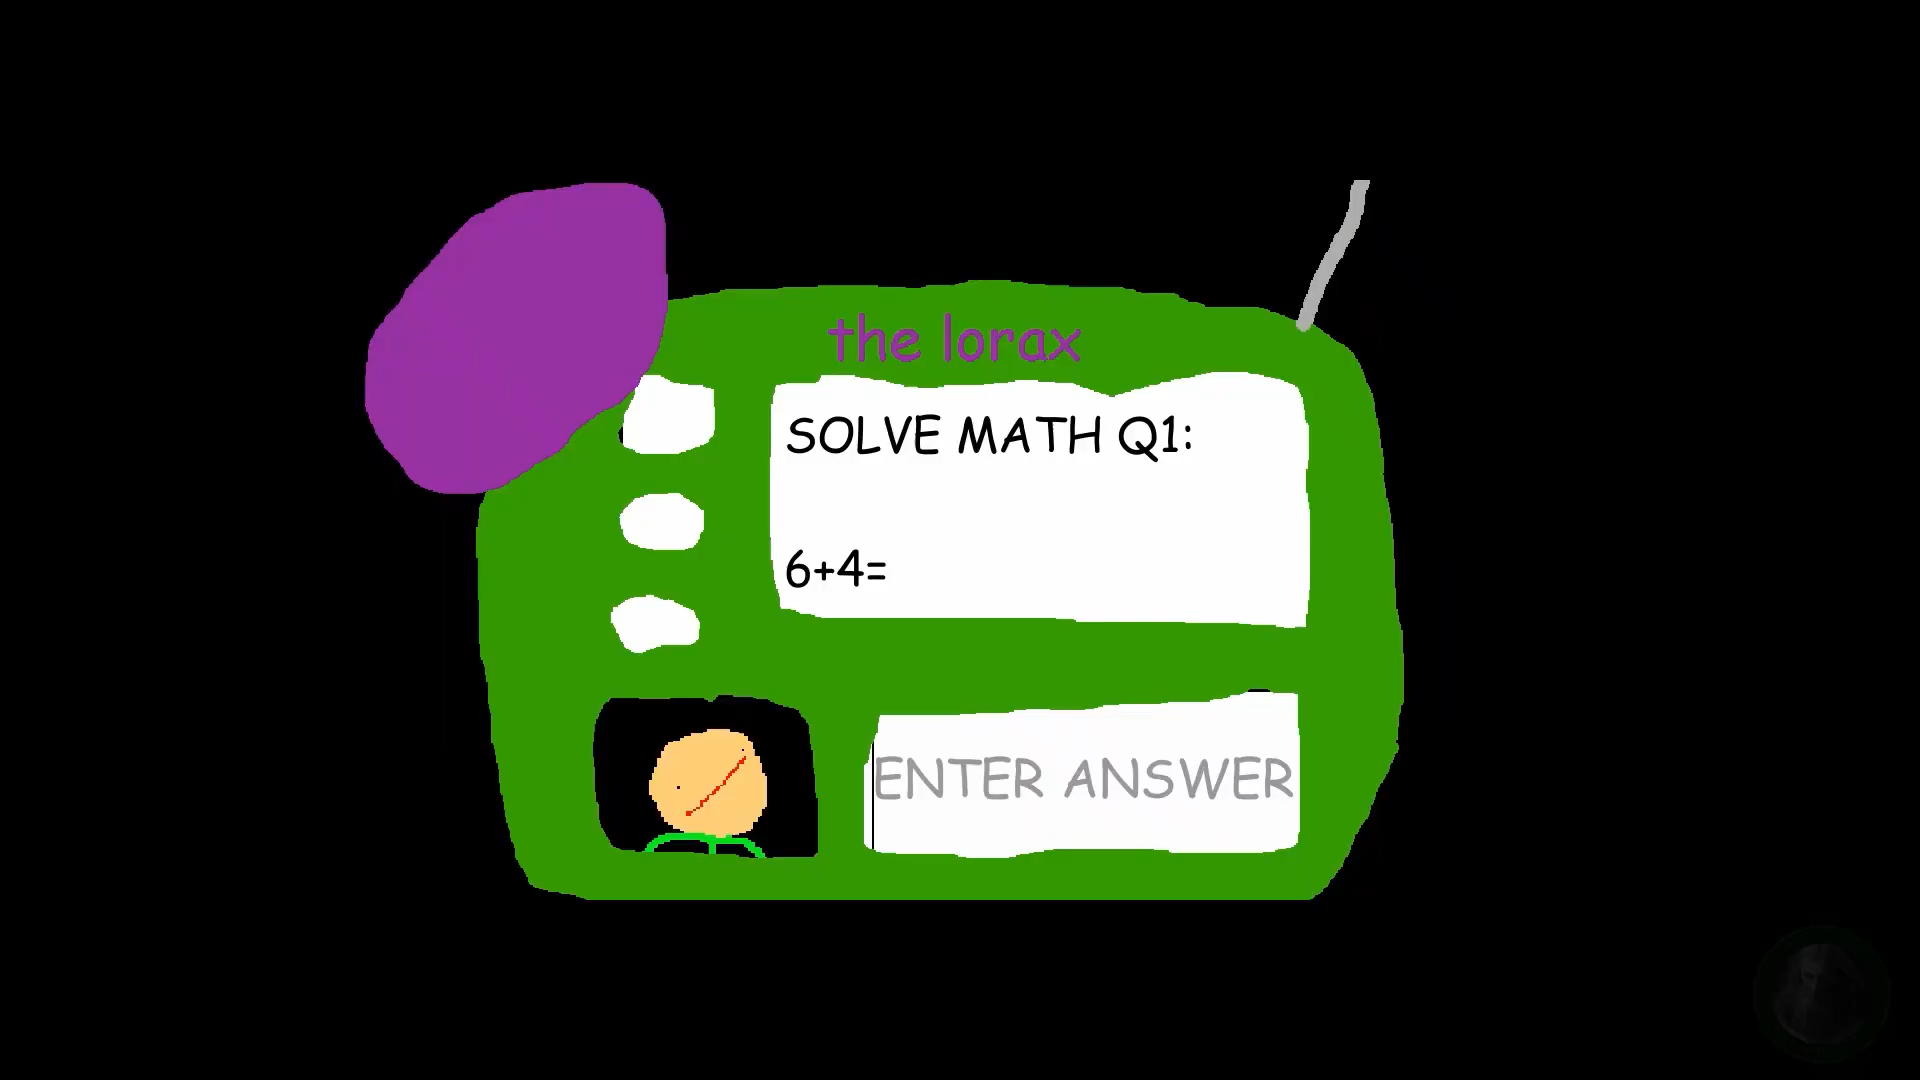 the lorax
SOLVE MATH Q1:
6+4=
ENTER ANSWER